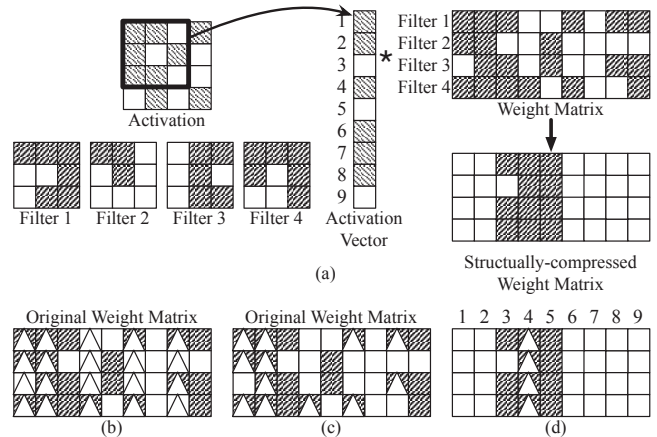 1
2
3
4
5
6
7
8
9
*
Activation
Activation
Vector
Filter 1
Filter 2
Filter 3
Filter 4
Weight Matrix
Filter 1
Filter 2
Filter 3
Filter 4
(a)
Structually-compressed
Weight Matrix
Original Weight Matrix
(b)
Original Weight Matrix
(c)
1 2 3 4 5 6 7 8 9
(d)